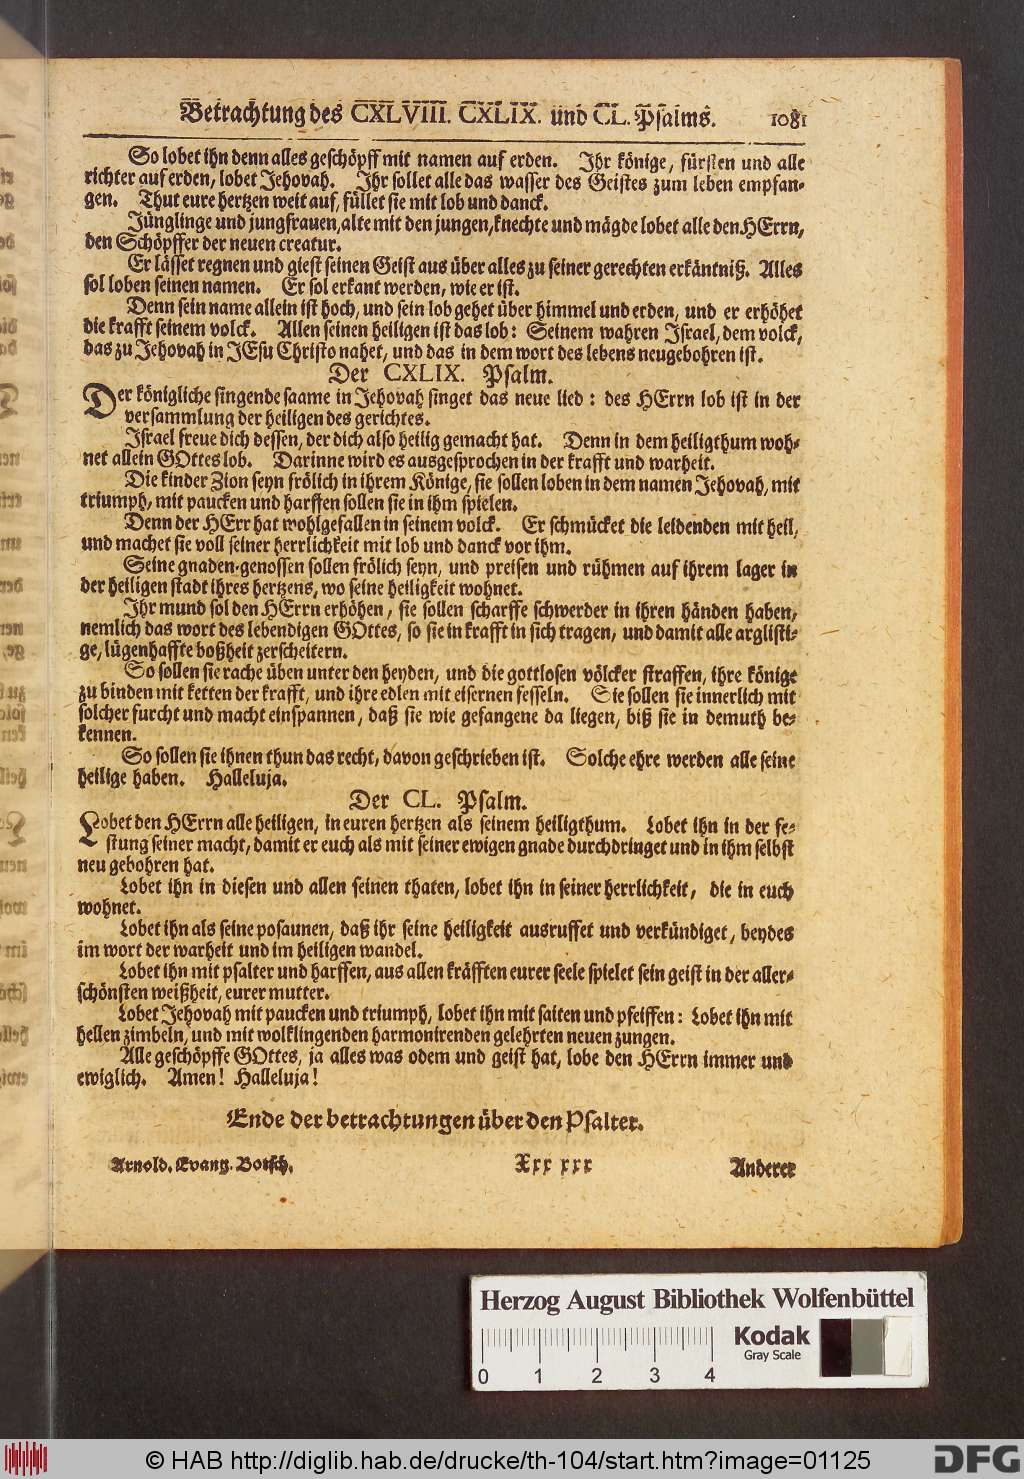 Betrachtung des CXLVIII. CXLIX. und CL. Psalms. 1081
So lobet ihn denn alles geschöpff mit namen auf erden. Ihr könige, fürsten und alle
richter auf erden, lobet Jehovah. Ihr sollet alle das wasser des Geistes zum leben empfan-
gen. Thut eure hertzen weit auf, füllet sie mit lob und danck.
Jünglinge und jungfrauen, alte mit den jungen, knechte und mägde lobet alle den HErrn,
den Schöpffer der neuen creatur.
Er lässet regnen und giest seinen Geist aus über alles zu seiner gerechten erkäntniß. Alles
sol loben seinen namen. Er sol erkant werden, wie er ist.
Denn sein name allein ist hoch, und sein lob gehet über himmel und erden, und er erhöhet
die krafft seinem volck. Allen seinen heiligen ist das lob: Seinem wahren Israel, dem volck,
das zu Jehovah in JEsu Christo nahet, und das in dem wort des lebens neugebohren ist.
Der CXLIX. Psalm.
Der königliche singende saame in Jehovah singet das neue lied: des HErrn lob ist in der
versammlung der heiligen des gerichtes.
Israel freue dich dessen, der dich also heilig gemacht hat. Denn in dem heiligthum woh-
net allein GOttes lob. Darinne wird es ausgesprochen in der krafft und warheit.
Die kinder Zion seyn frölich in ihrem Könige, sie sollen loben in dem namen Jehovah, mit
triumph, mit paucken und harffen sollen sie in ihm spielen.
Denn der HErr hat wohlgefallen in seinem volck. Er schmücket die leidenden mit heil,
und machet sie voll seiner herrlichkeit mit lob und danck vor ihm.
Seine gnaden-genossen sollen frölich seyn, und preisen und rühmen auf ihrem lager in
der heiligen stadt ihres hertzens, wo seine heiligkeit wohnet.
Ihr mund sol den HErrn erhöhen, sie sollen scharffe schwerder in ihren händen haben,
nemlich das wort des lebendigen GOttes, so sie in krafft in sich tragen, und damit alle arglisti-
ge, lügenhaffte boßheit zerscheitern.
So sollen sie rache üben unter den heyden, und die gottlosen völcker straffen, ihre könige
zu binden mit ketten der krafft, und ihre edlen mit eisernen fesseln. Sie sollen sie innerlich mit
solcher furcht und macht einspannen, daß sie wie gefangene da liegen, biß sie in demuth be-
kennen.
So sollen sie ihnen thun das recht, davon geschrieben ist. Solche ehre werden alle seine
heilige haben. Halleluja.
Der CL. Psalm.
Lobet den HErrn alle heiligen, in euren hertzen als seinem heiligthum. Lobet ihn in der fe-
stung seiner macht, damit er euch als mit seiner ewigen gnade durchdringet und in ihm selbst
neu gebohren hat.
Lobet ihn in diesen und allen seinen thaten, lobet ihn in seiner herrlichkeit, die in euch
wohnet.
Lobet ihn als seine posaunen, daß ihr seine heiligkeit ausruffet und verkündiget, beydes
im wort der warheit und im heiligen wandel.
Lobet ihn mit psalter und harffen, aus allen kräfften eurer seele spielet sein geist in der aller-
schönsten weißheit, eurer mutter.
Lobet Jehovah mit paucken und triumph, lobet ihn mit saiten und pfeiffen: Lobet ihn mit
hellen zimbeln, und mit wolklingenden harmonirenden gelehrten neuen zungen.
Alle geschöpffe GOttes, ja alles was odem und geist hat, lobe den HErrn immer und
ewiglich. Amen! Halleluja!
Ende der betrachtungen über den Psalter.
Arnold. Evang. Botsch. Xxx xxx Anderer
Herzog August Bibliothek Wolfenbüttel
Kodak
Gray Scale
0 1 2 3 4
© HAB http://diglib.hab.de/drucke/th-104/start.htm?image=01125
DFG